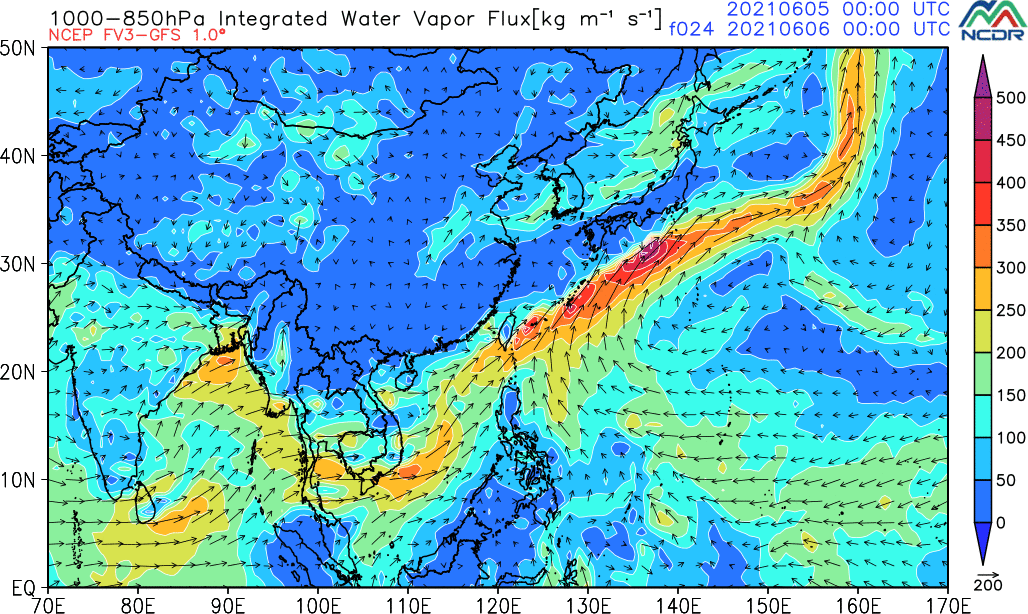 1000-850hPa Integrated Water Vapor Flux[kg m⁻¹ s⁻¹]
20210605 00:00 UTC
NCEP FV3-GFS 1.0°
f024 20210606 00:00 UTC
NCDR
50N
40N
30N
20N
10N
EQ
70E 80E 90E 100E 110E 120E 130E 140E 150E 160E 170E
500
450
400
350
300
250
200
150
100
50
0
200